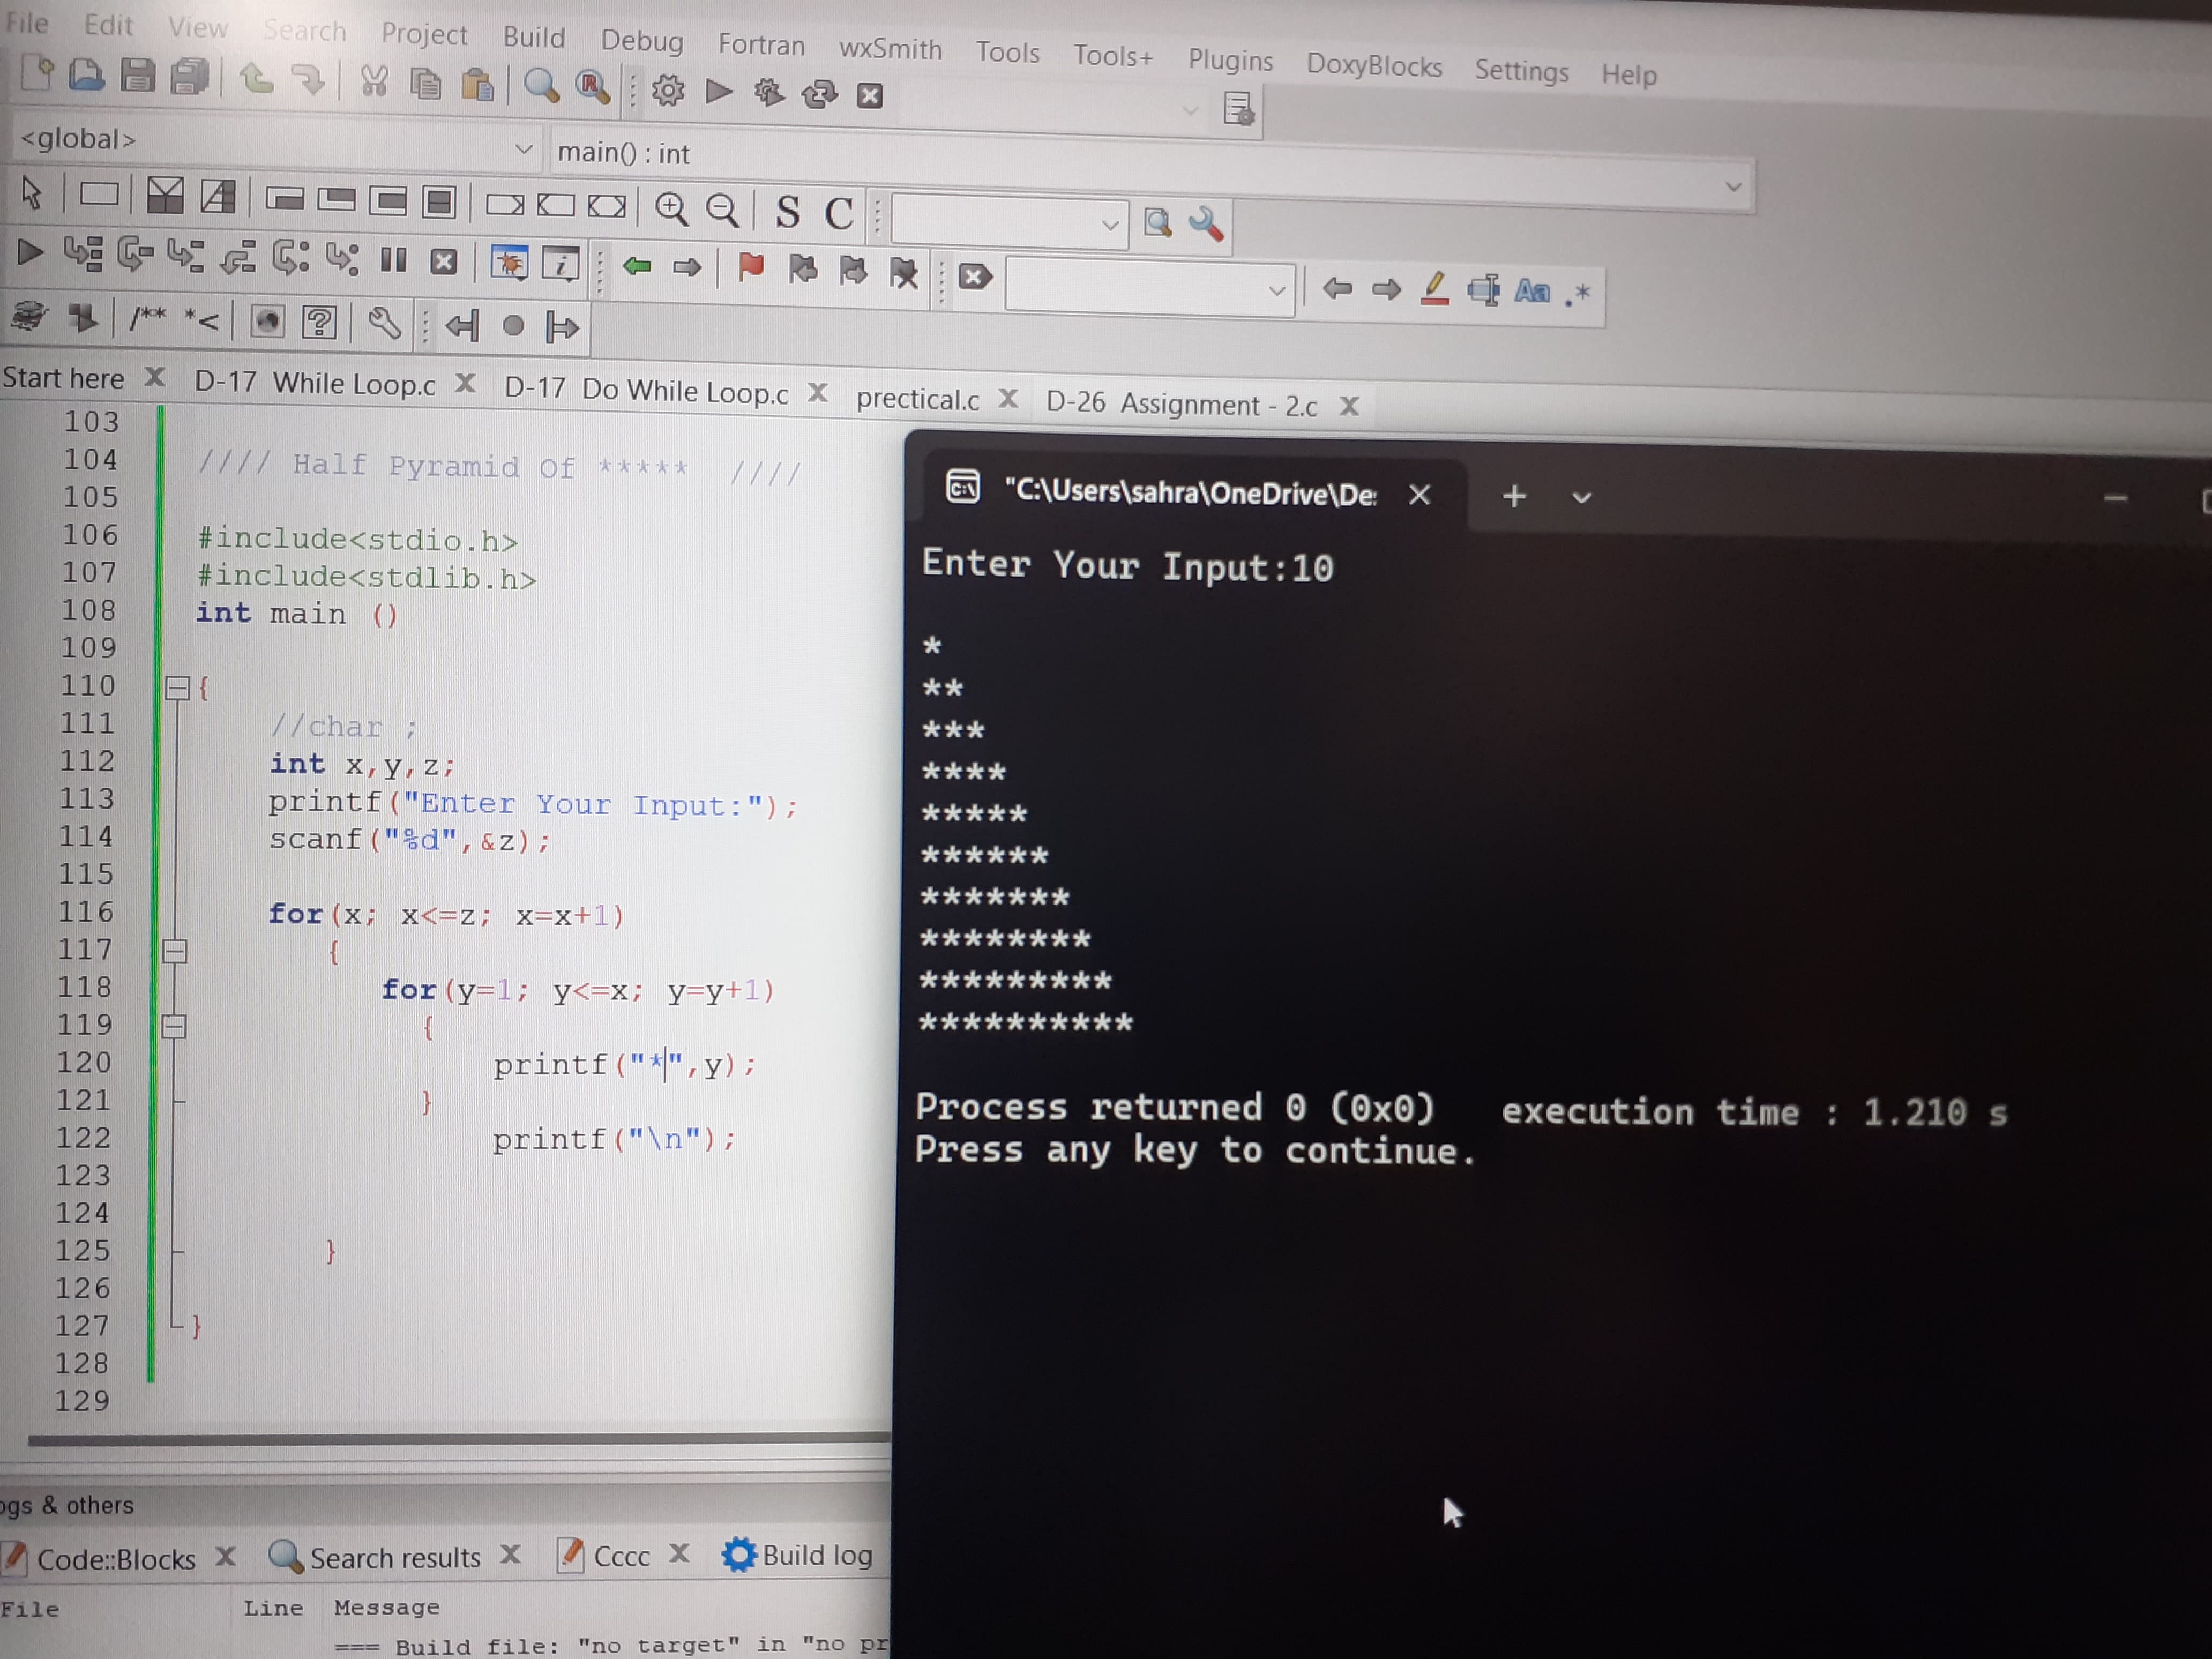 File Edit View Search Project Build Debug Fortran wxSmith Tools Tools+ Plugins DoxyBlocks Settings Help
<global> main() : int
S C
/** *<
Aa .*
Start here D-17 While Loop.c D-17 Do While Loop.c prectical.c D-26 Assignment - 2.c
103
104 //// Half Pyramid Of ***** ////
105
106 #include<stdio.h>
107 #include<stdlib.h>
108 int main ()
109
110 {
111 //char ;
112 int x,y,z;
113 printf("Enter Your Input:");
114 scanf("%d",&z);
115
116 for(x; x<=z; x=x+1)
117 {
118 for(y=1; y<=x; y=y+1)
119 {
120 printf("*",y);
121 }
122 printf("\n");
123
124
125 }
126
127 }
128
129
"C:\Users\sahra\OneDrive\De
Enter Your Input:10
*
**
***
****
*****
******
*******
********
*********
**********
Process returned 0 (0x0) execution time : 1.210 s
Press any key to continue.
ogs & others
Code::Blocks Search results Cccc Build log
File Line Message
=== Build file: "no target" in "no pr